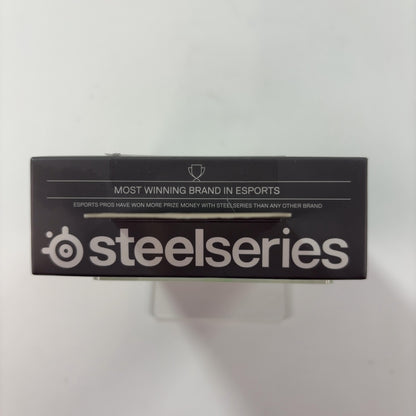 MOST WINNING BRAND IN ESPORTS
ESPORTS PROS HAVE WON MORE PRIZE MONEY WITH STEELSERIES THAN ANY OTHER BRAND
steelseries